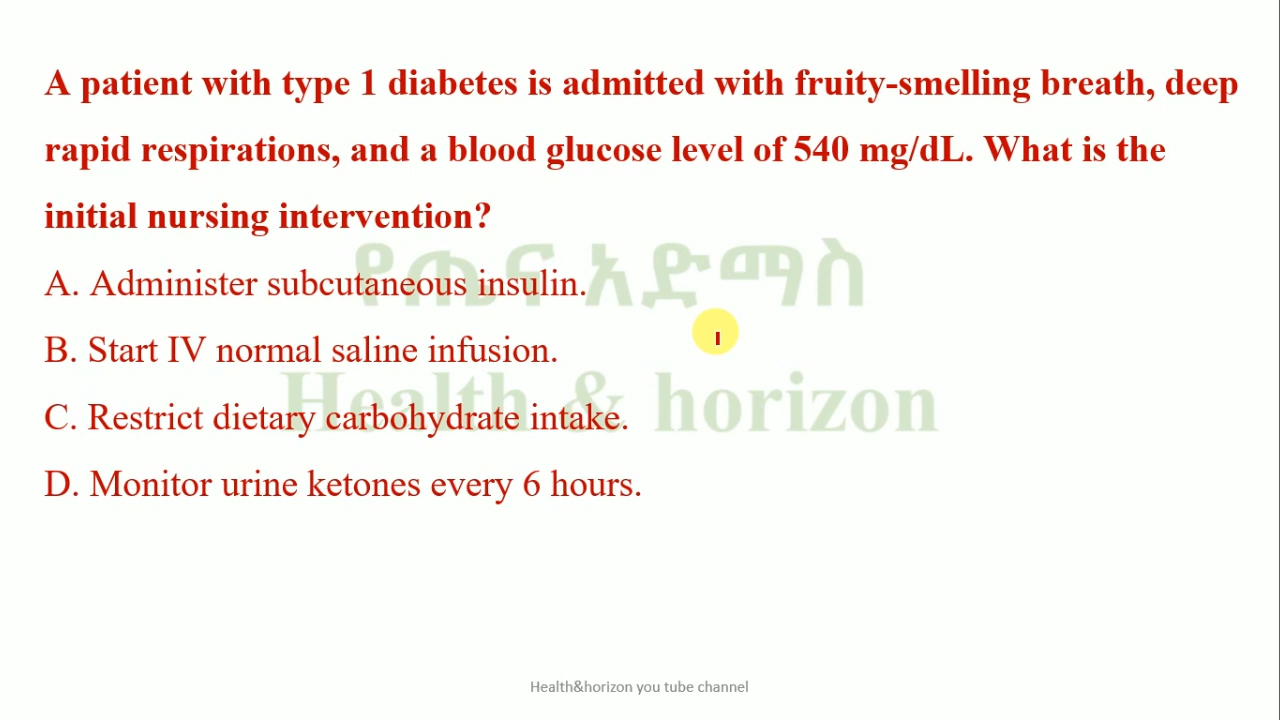 A patient with type 1 diabetes is admitted with fruity-smelling breath, deep
rapid respirations, and a blood glucose level of 540 mg/dL. What is the
initial nursing intervention?
የጤና አድማስ
A. Administer subcutaneous insulin.
B. Start IV normal saline infusion.
Health & horizon
C. Restrict dietary carbohydrate intake.
D. Monitor urine ketones every 6 hours.
Health&horizon you tube channel